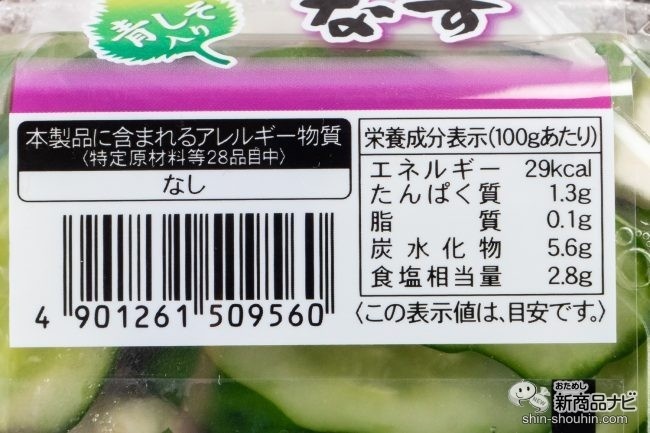 青しそ
入り
なす
本製品に含まれるアレルギー物質
〈特定原材料等28品目中〉
なし
4 901261 509560
栄養成分表示(100gあたり)
エネルギー 29kcal
たんぱく質 1.3g
脂質 0.1g
炭水化物 5.6g
食塩相当量 2.8g
〈この表示値は、目安です。〉
おためし
NEW
新商品ナビ
shin-shouhin.com